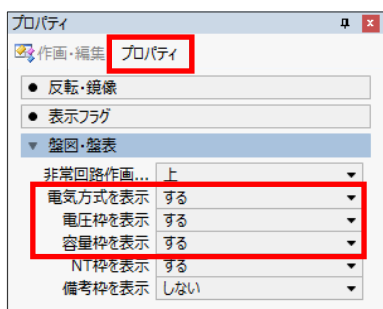 プロパティ
作画・編集 プロパティ
● 反転・鏡像
● 表示フラグ
▼ 盤図・盤表
非常回路作画... 上
電気方式を表示 する
電圧枠を表示 する
容量枠を表示 する
NT枠を表示 する
備考枠を表示 しない